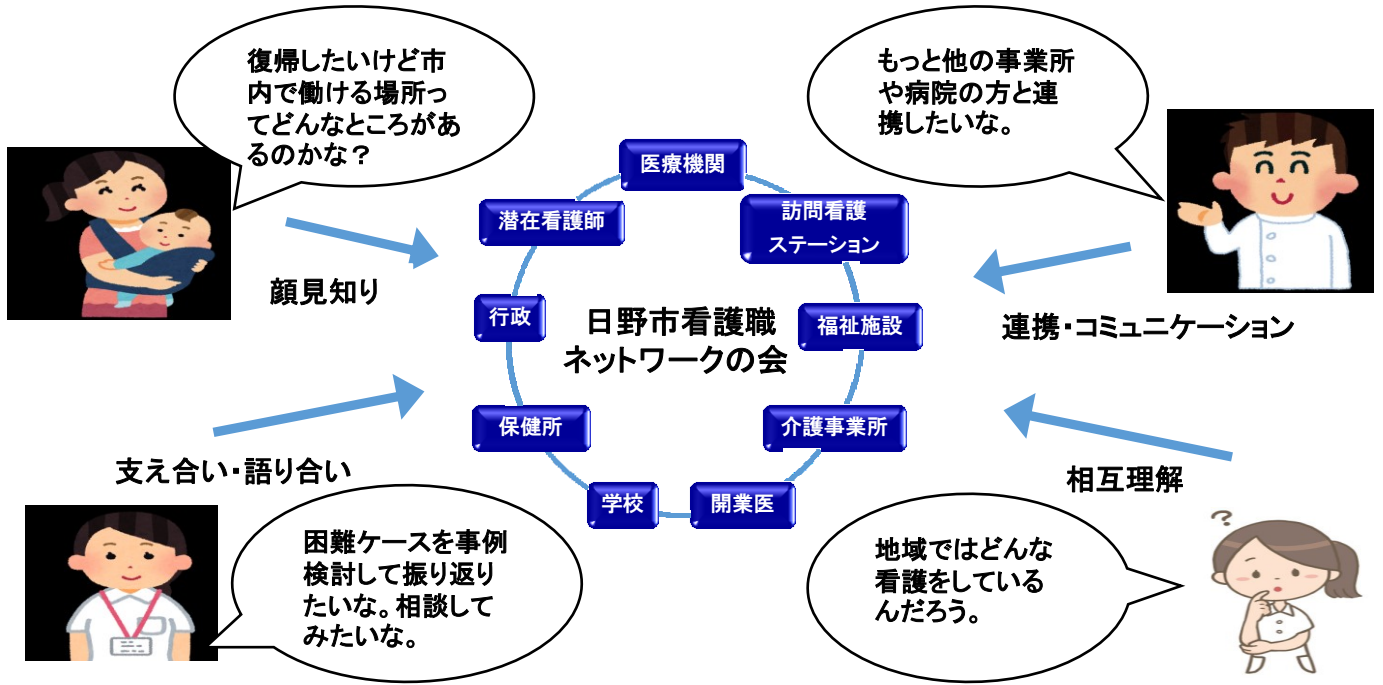 復帰したいけど市
内で働ける場所っ
てどんなところがあ
るのかな？
もっと他の事業所
や病院の方と連
携したいな。
医療機関
潜在看護師
訪問看護
ステーション
顔見知り
行政
日野市看護職
ネットワークの会
福祉施設
連携・コミュニケーション
保健所
介護事業所
支え合い・語り合い
学校
開業医
相互理解
困難ケースを事例
検討して振り返り
たいな。相談して
みたいな。
地域ではどんな
看護をしている
んだろう。
?